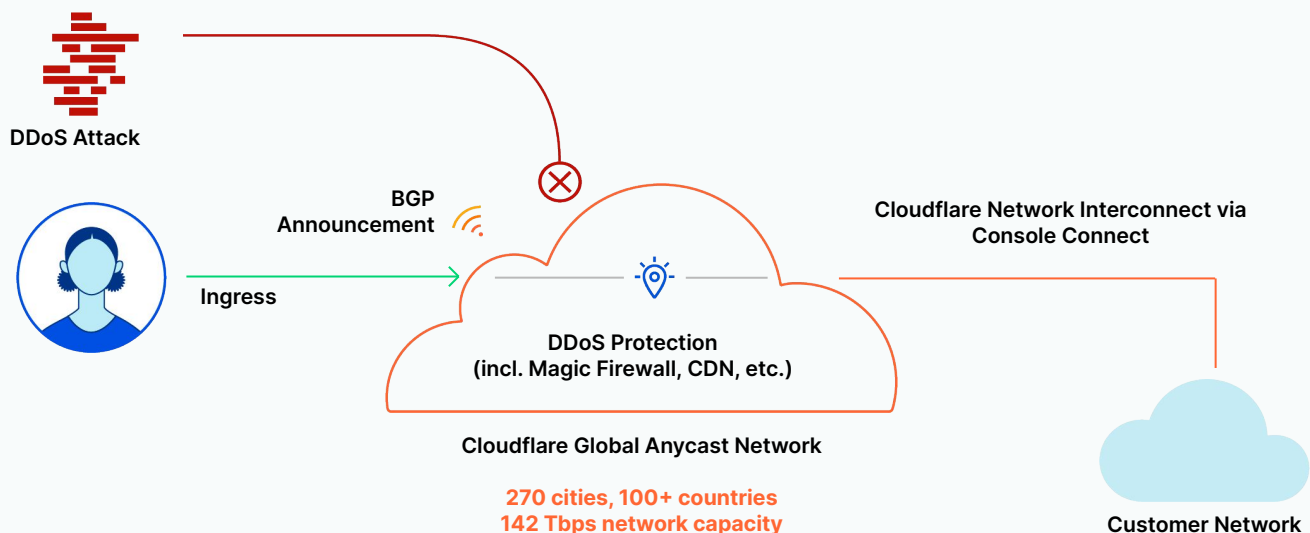 DDoS Attack
BGP
Announcement
Ingress
DDoS Protection
(incl. Magic Firewall, CDN, etc.)
Cloudflare Global Anycast Network
270 cities, 100+ countries
142 Tbps network capacity
Cloudflare Network Interconnect via
Console Connect
Customer Network